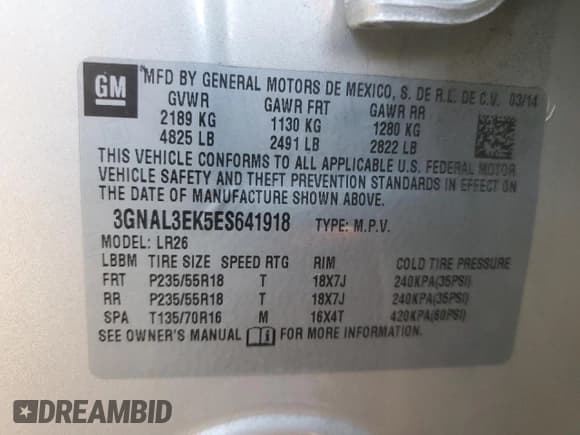 GM
MFD BY GENERAL MOTORS DE MEXICO, S. DE R.L. DE C.V. 03/14
GVWR GAWR FRT GAWR RR
2189 KG 1130 KG 1280 KG
4825 LB 2491 LB 2822 LB
THIS VEHICLE CONFORMS TO ALL APPLICABLE U.S. FEDERAL MOTOR
VEHICLE SAFETY AND THEFT PREVENTION STANDARDS IN EFFECT ON
THE DATE OF MANUFACTURE SHOWN ABOVE.
3GNAL3EK5ES641918 TYPE: M.P.V.
MODEL: LR26
LBBM TIRE SIZE SPEED RTG RIM COLD TIRE PRESSURE
FRT P235/55R18 T 18X7J 240KPA(35PSI)
RR P235/55R18 T 18X7J 240KPA(35PSI)
SPA T135/70R16 M 16X4T 420KPA(60PSI)
SEE OWNER'S MANUAL FOR MORE INFORMATION.
DREAMBID